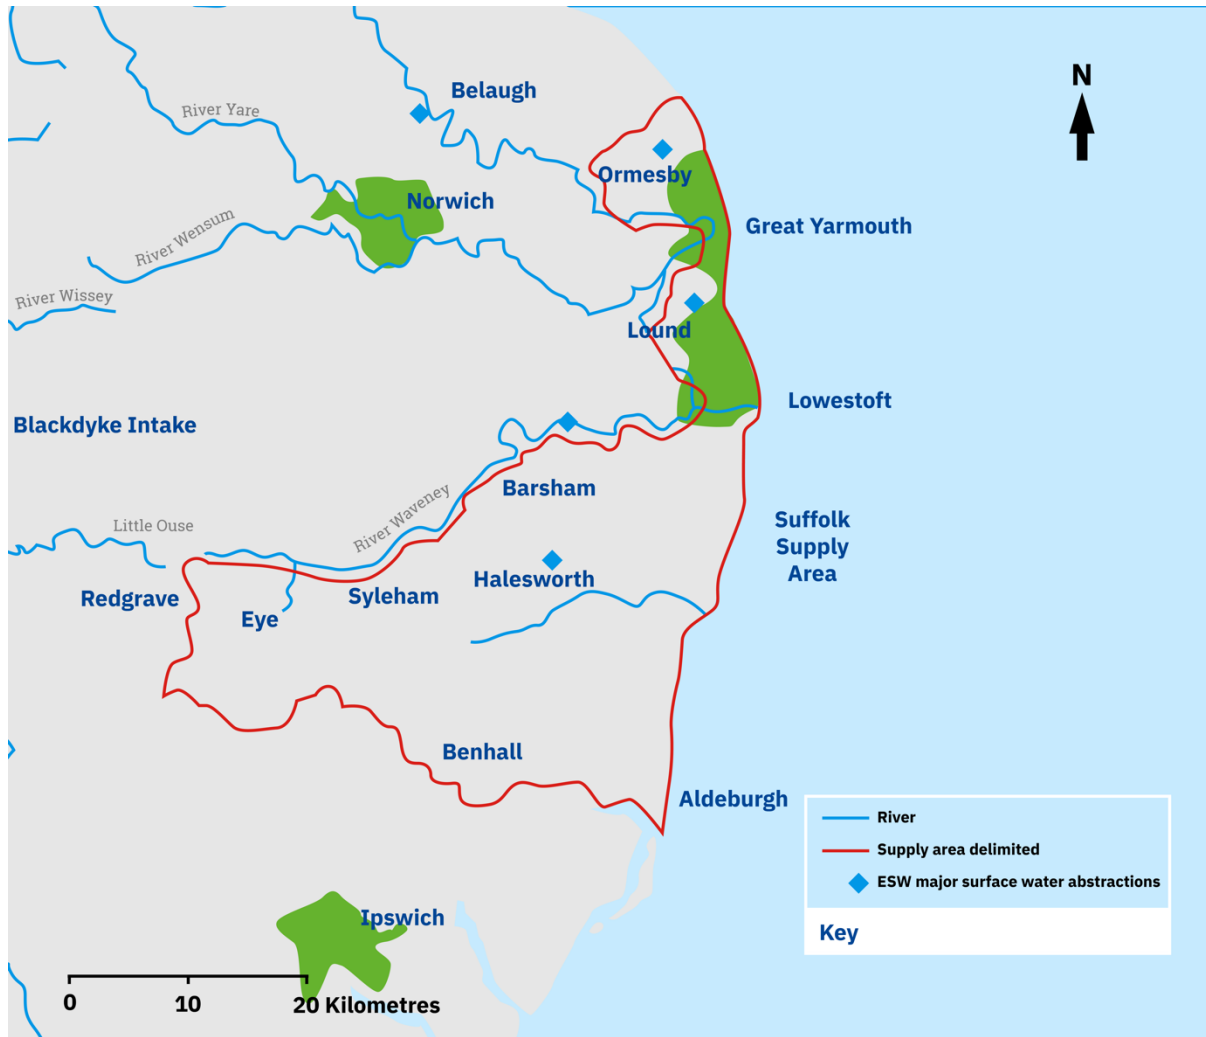 N
Belaugh
River Yare
Ormesby
Norwich
River Wensum
Great Yarmouth
River Wissey
Lound
Lowestoft
Blackdyke Intake
Barsham
River Waveney
Little Ouse
Suffolk
Supply
Area
Halesworth
Redgrave
Syleham
Eye
Benhall
Aldeburgh
River
Supply area delimited
ESW major surface water abstractions
Key
Ipswich
0 10 20 Kilometres